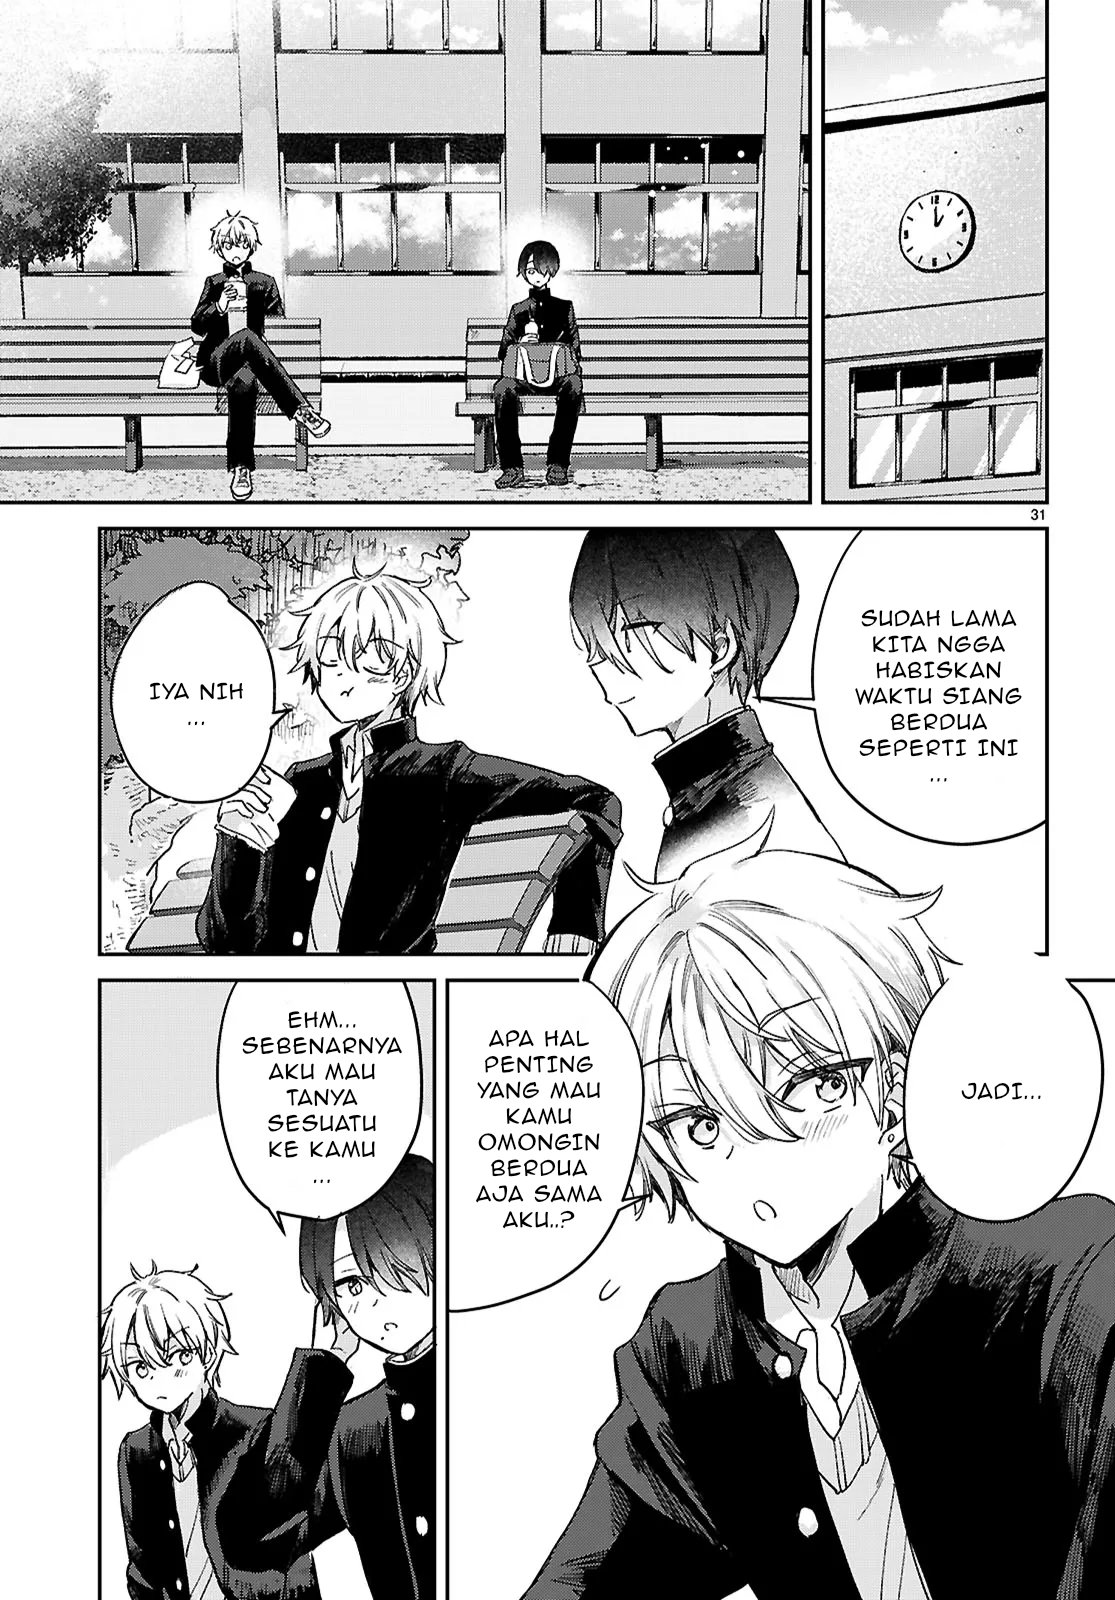 12
31
SUDAH LAMA
KITA NGGA
HABISKAN
WAKTU SIANG
BERDUA
SEPERTI INI
...
IYA NIH
...
JADI...
APA HAL
PENTING
YANG MAU
KAMU
OMONGIN
BERDUA
AJA SAMA
AKU..?
EHM...
SEBENARNYA
AKU MAU
TANYA
SESUATU
KE KAMU
...